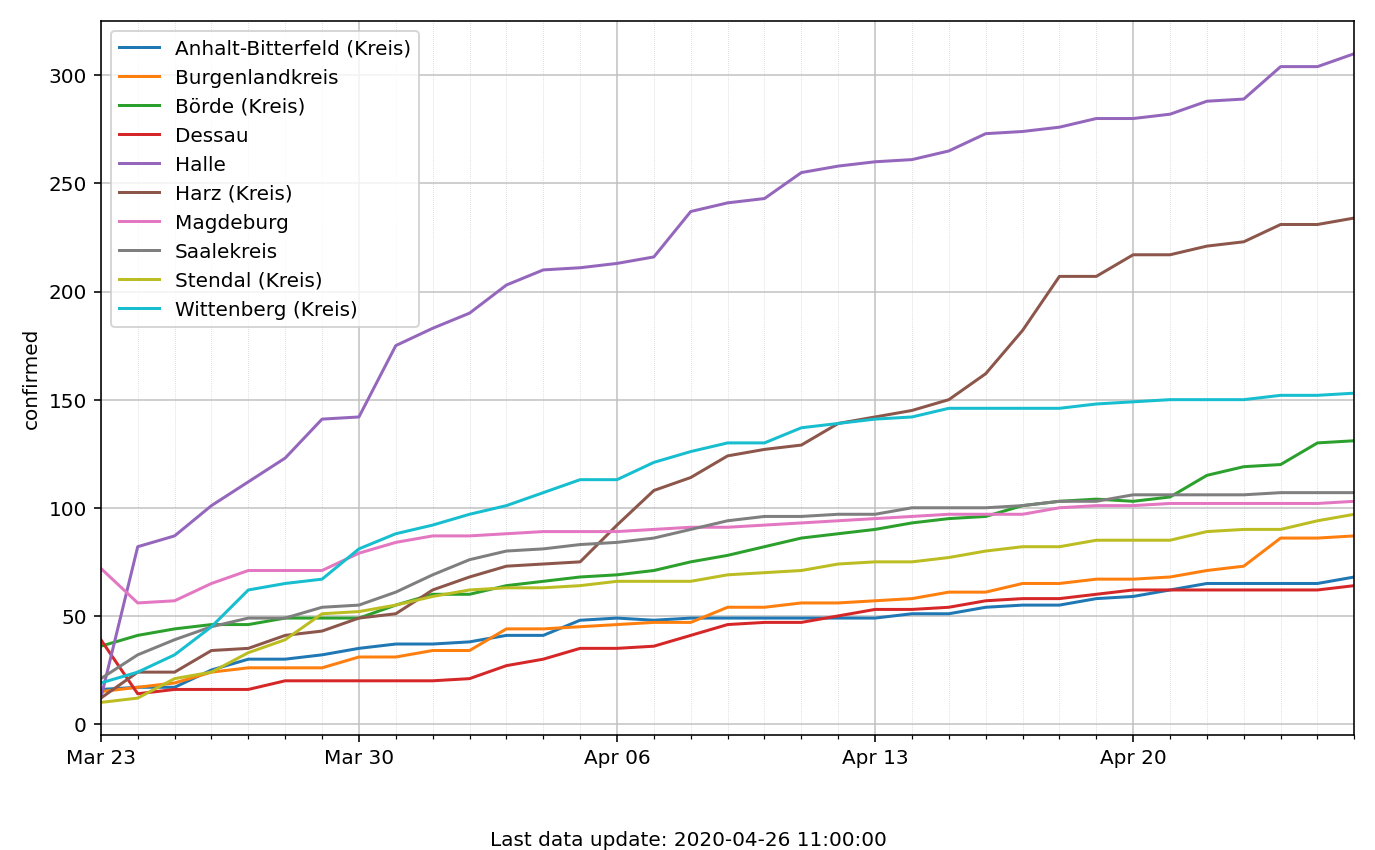 Anhalt-Bitterfeld (Kreis)
Burgenlandkreis
Börde (Kreis)
Dessau
Halle
Harz (Kreis)
Magdeburg
Saalekreis
Stendal (Kreis)
Wittenberg (Kreis)
300
250
200
150
100
50
0
confirmed
Mar 23
Mar 30
Apr 06
Apr 13
Apr 20
Last data update: 2020-04-26 11:00:00